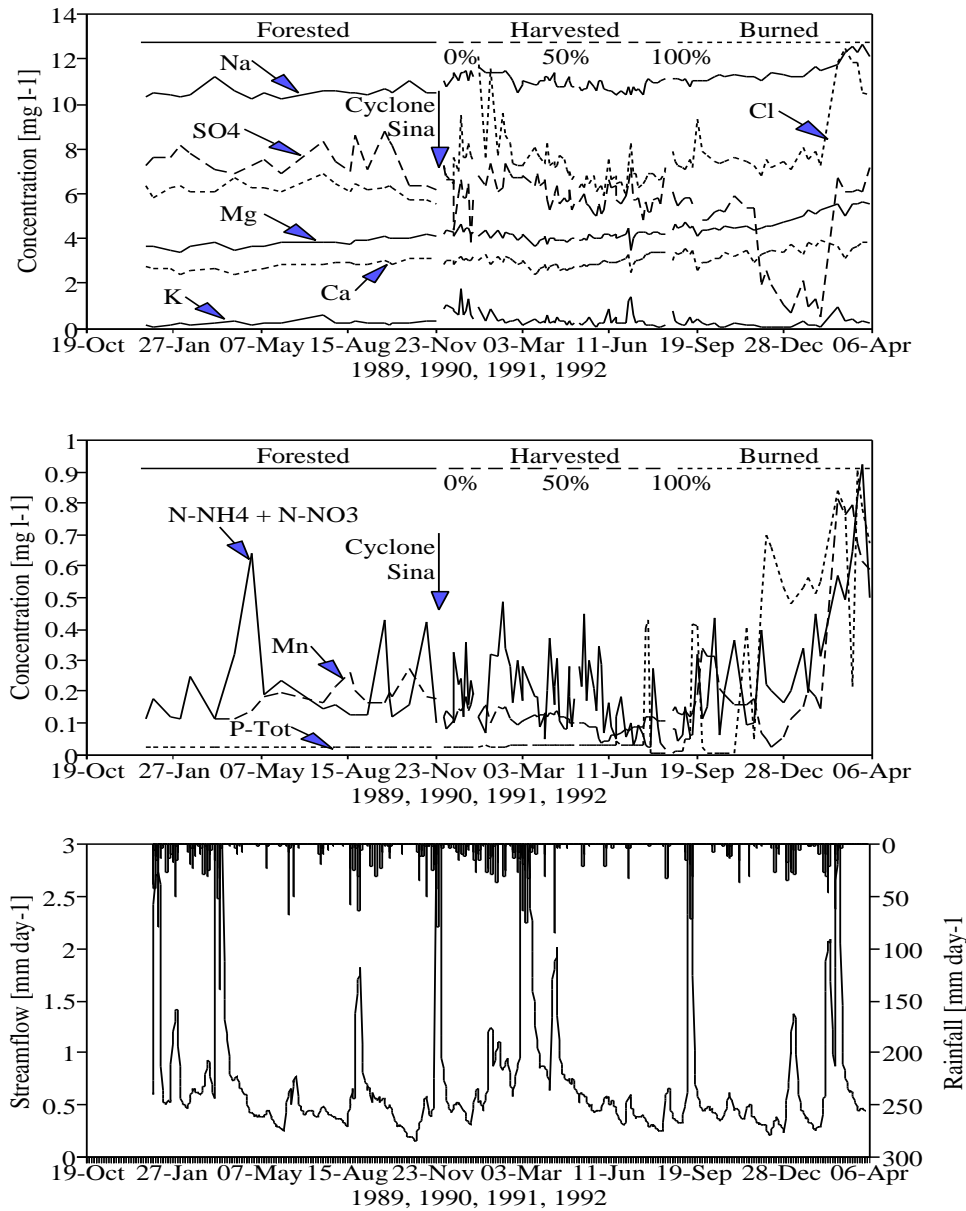 14
Forested Harvested Burned
0% 50% 100%
12
Na
Cyclone
Sina
Cl
10
SO4
8
6
Mg
4
Ca
K
2
0
Concentration [mg l-1]
19-Oct 27-Jan 07-May 15-Aug 23-Nov 03-Mar 11-Jun 19-Sep 28-Dec 06-Apr
1989, 1990, 1991, 1992
1
Forested Harvested Burned
0.9
0% 50% 100%
0.8
N-NH4 + N-NO3
0.7
Cyclone
Sina
0.6
0.5
0.4
Mn
0.3
0.2
0.1
P-Tot
0
Concentration [mg l-1]
19-Oct 27-Jan 07-May 15-Aug 23-Nov 03-Mar 11-Jun 19-Sep 28-Dec 06-Apr
1989, 1990, 1991, 1992
3 0
2.5 50
2 100
1.5 150
1 200
0.5 250
0 300
Streamflow [mm day-1]
Rainfall [mm day-1
19-Oct 27-Jan 07-May 15-Aug 23-Nov 03-Mar 11-Jun 19-Sep 28-Dec 06-Apr
1989, 1990, 1991, 1992